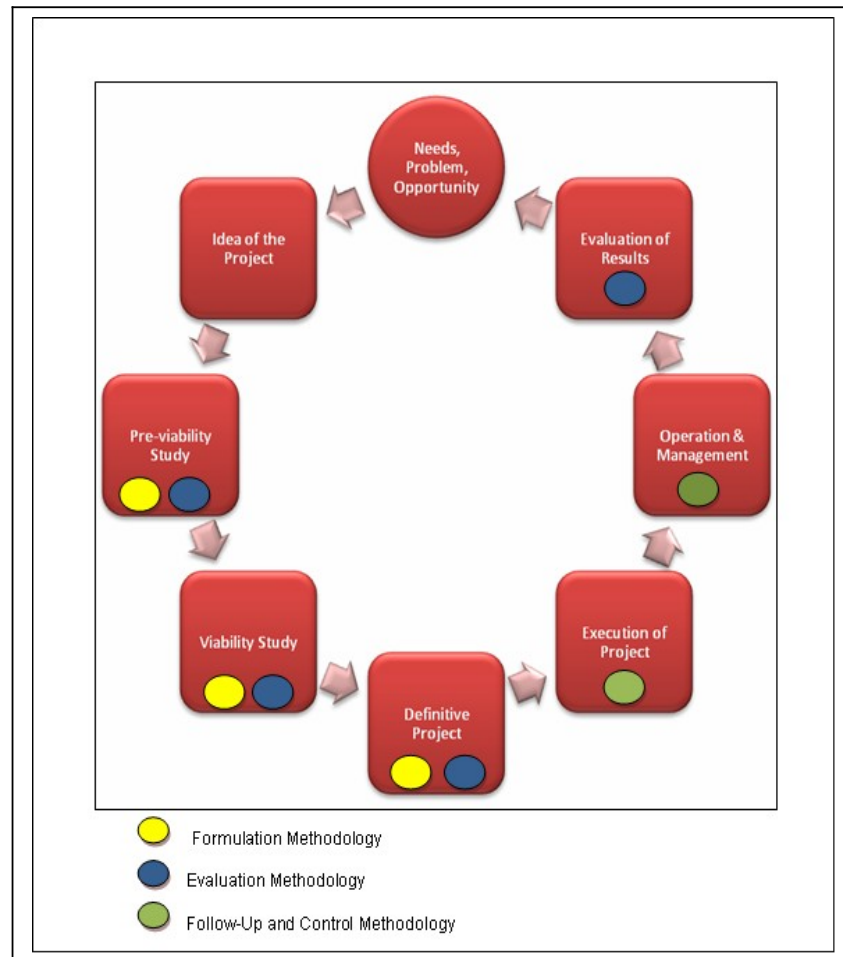 Needs,
Problem,
Opportunity
Idea of the
Project
Pre-viability
Study
Viability Study
Definitive
Project
Execution of
Project
Operation &
Management
Evaluation of
Results
Formulation Methodology
Evaluation Methodology
Follow-Up and Control Methodology